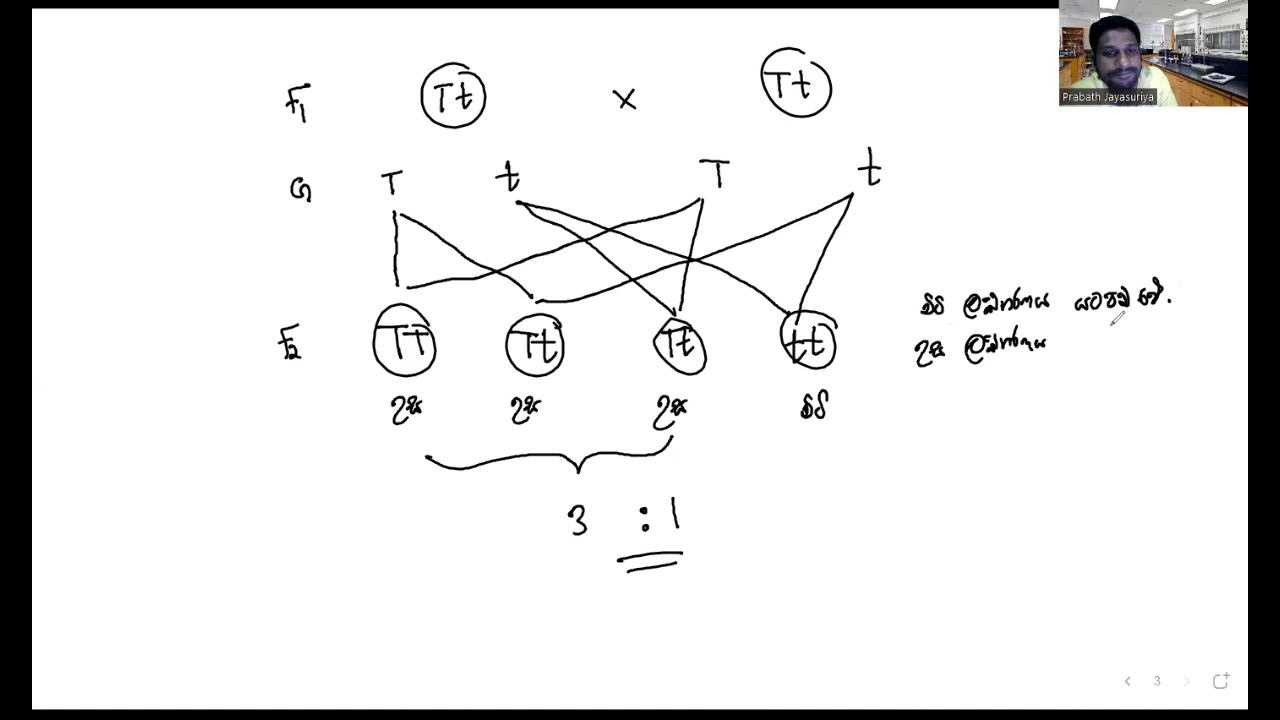 Prabath Jayasuriya
F1 Tt × Tt
T t T t
F2 TT Tt Tt tt
උස උස උස මිටි
මිටි ලක්ෂණය යටපත් වේ.
උස ලක්ෂණය
3 : 1
3